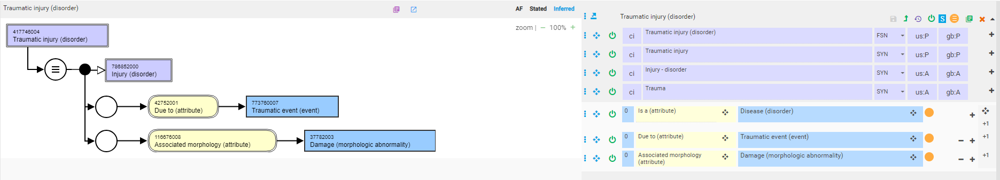 Traumatic injury (disorder)
AF Stated Inferred
zoom | − 100% +
417746004
Traumatic injury (disorder)
786852000
Injury (disorder)
42752001
Due to (attribute)
773760007
Traumatic event (event)
116676008
Associated morphology (attribute)
37782003
Damage (morphologic abnormality)
Traumatic injury (disorder)
S
ci Traumatic injury (disorder) FSN us:P gb:P +
ci Traumatic injury SYN us:P gb:P +
ci Injury - disorder SYN us:A gb:A +
ci Trauma SYN us:A gb:A +
0 Is a (attribute) Disease (disorder) +
+1
0 Due to (attribute) Traumatic event (event) − + +1
0 Associated morphology Damage (morphologic abnormality) − + +1
(attribute)